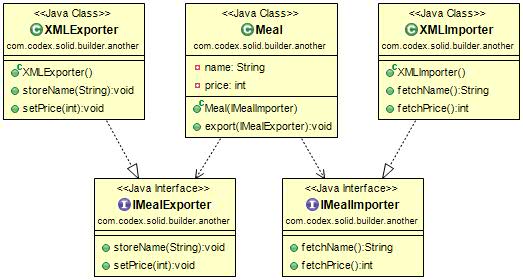 <<Java Class>>
XMLExporter
com.codex.solid.builder.another
XMLExporter()
storeName(String):void
setPrice(int):void
<<Java Class>>
Meal
com.codex.solid.builder.another
name: String
price: int
Meal(IMealImporter)
export(IMealExporter):void
<<Java Class>>
XMLImporter
com.codex.solid.builder.another
XMLImporter()
fetchName():String
fetchPrice():int
<<Java Interface>>
IMealExporter
com.codex.solid.builder.another
storeName(String):void
setPrice(int):void
<<Java Interface>>
IMealImporter
com.codex.solid.builder.another
fetchName():String
fetchPrice():int